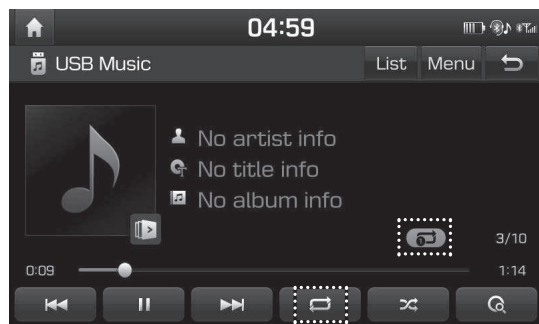 04:59
USB Music
List Menu
No artist info
No title info
No album info
3/10
0:09
1:14